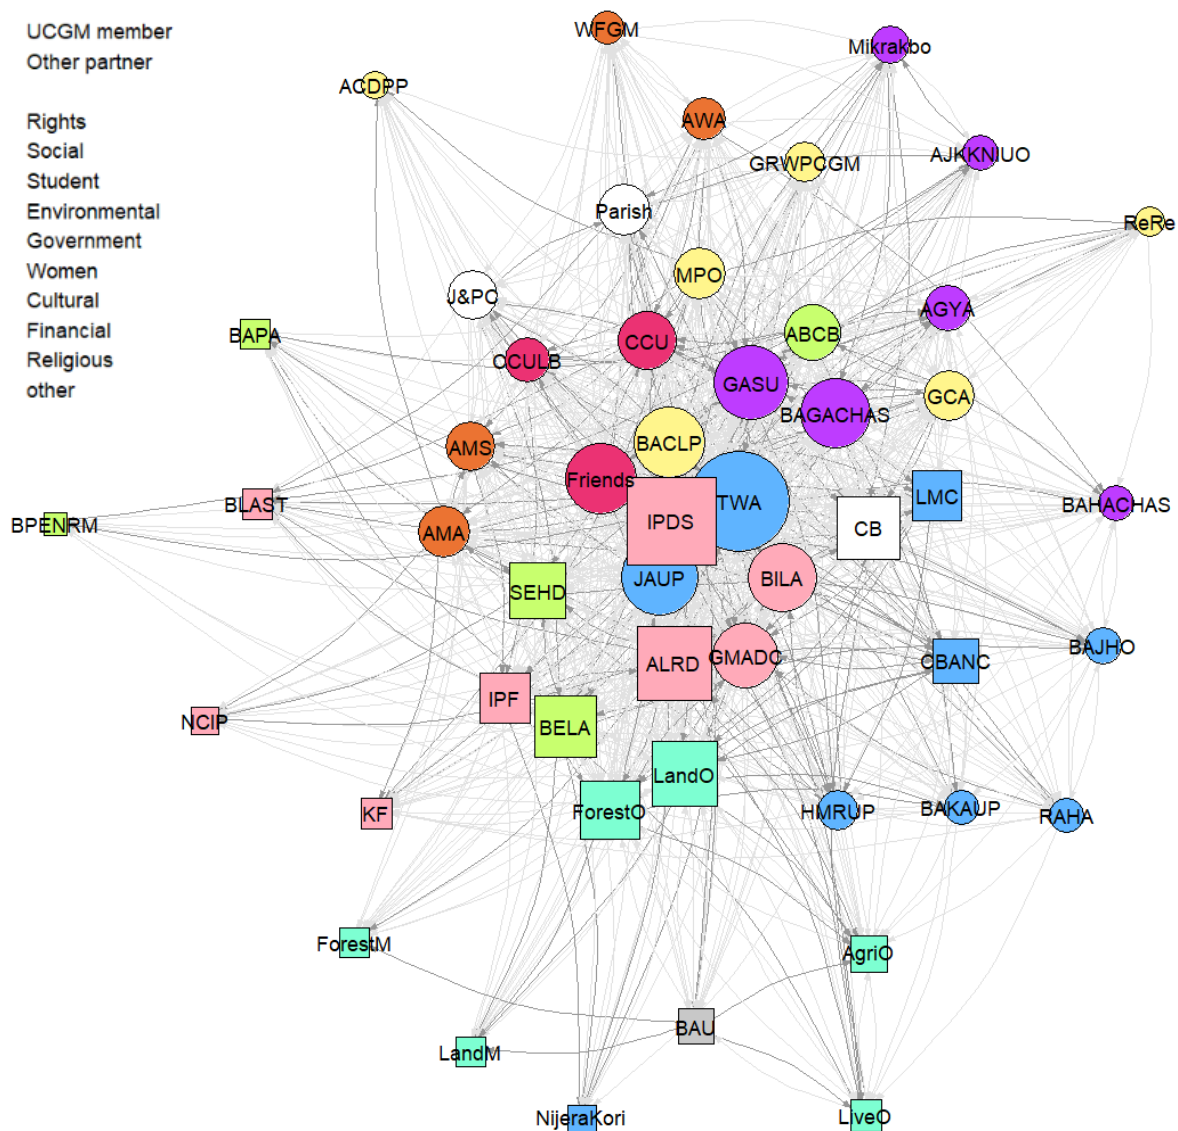 UCGM member
Other partner
Rights
Social
Student
Environmental
Government
Women
Cultural
Financial
Religious
other
WFGM
Mikrakbo
ACDPP
AWA
GRWPCGM
AJKKNIUO
Parish
ReRe
MPO
J&PC
AGYA
BAPA
CCU
ABCB
OCULB
GASU
GCA
BAGACHAS
BACLP
AMS
Friends
LMC
BLAST
TWA
BAHACHAS
BPENRM
IPDS
CB
AMA
JAUP
BILA
SEHD
BAJHO
GMADC
ALRD
CBANC
IPF
NCIP
BELA
LandO
KF
ForestO
HMRUP
BAKAUP
RAHA
ForestM
AgriO
BAU
LandM
NijeraKori
LiveO